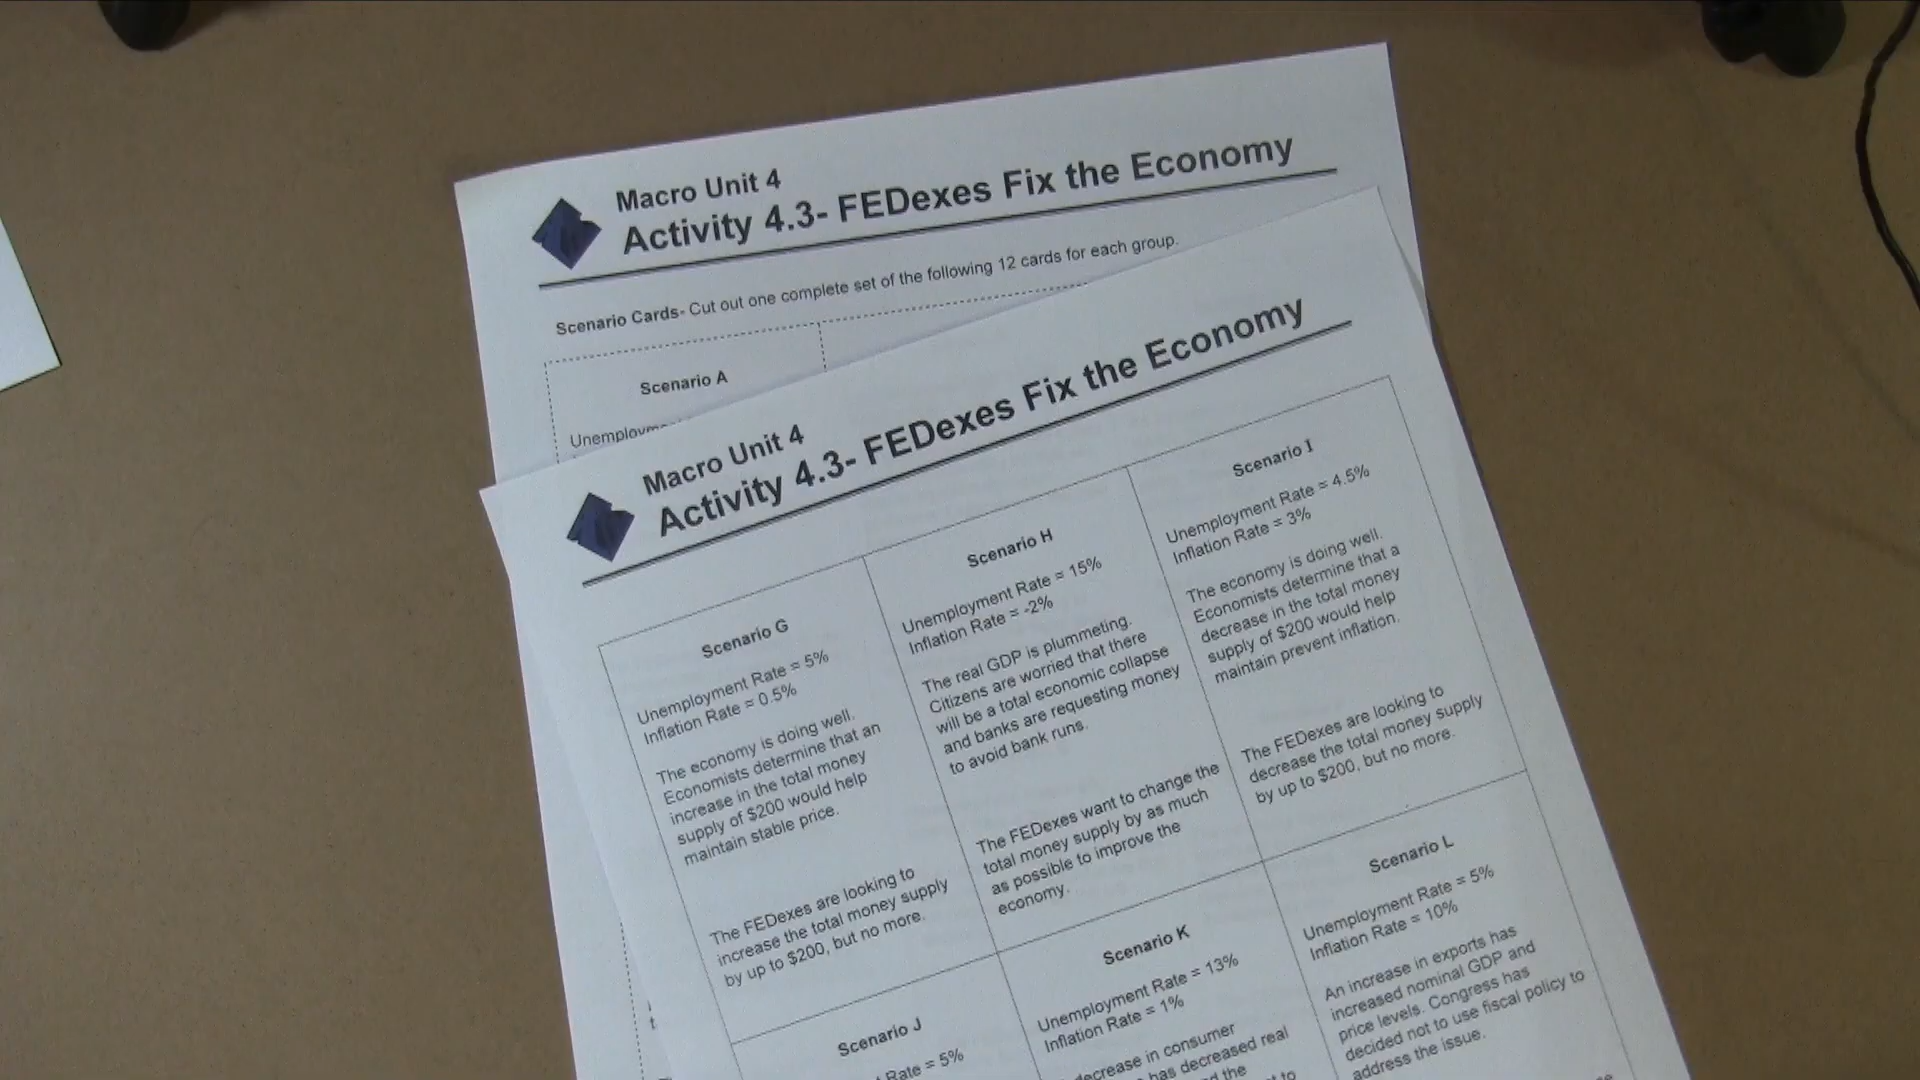 Macro Unit 4
Activity 4.3- FEDexes Fix the Economy
Scenario Cards- Cut out one complete set of the following 12 cards for each group.
Scenario A
Macro Unit 4
Activity 4.3- FEDexes Fix the Economy
Scenario G
Unemployment Rate = 5%
Inflation Rate = 0.5%
The economy is doing well.
Economists determine that an
increase in the total money
supply of $200 would help
maintain stable price.
The FEDexes are looking to
increase the total money supply
by up to $200, but no more.
Scenario H
Unemployment Rate = 15%
Inflation Rate = -2%
The real GDP is plummeting.
Citizens are worried that there
will be a total economic collapse
and banks are requesting money
to avoid bank runs.
The FEDexes want to change the
total money supply by as much
as possible to improve the
economy.
Scenario I
Unemployment Rate = 4.5%
Inflation Rate = 3%
The economy is doing well.
Economists determine that a
decrease in the total money
supply of $200 would help
maintain prevent inflation.
The FEDexes are looking to
decrease the total money supply
by up to $200, but no more.
Scenario J
Rate = 5%
Scenario K
Unemployment Rate = 13%
Inflation Rate = 1%
decrease in consumer
has decreased real
the
to
Scenario L
Unemployment Rate = 5%
Inflation Rate = 10%
An increase in exports has
increased nominal GDP and
price levels. Congress has
decided not to use fiscal policy to
address the issue.